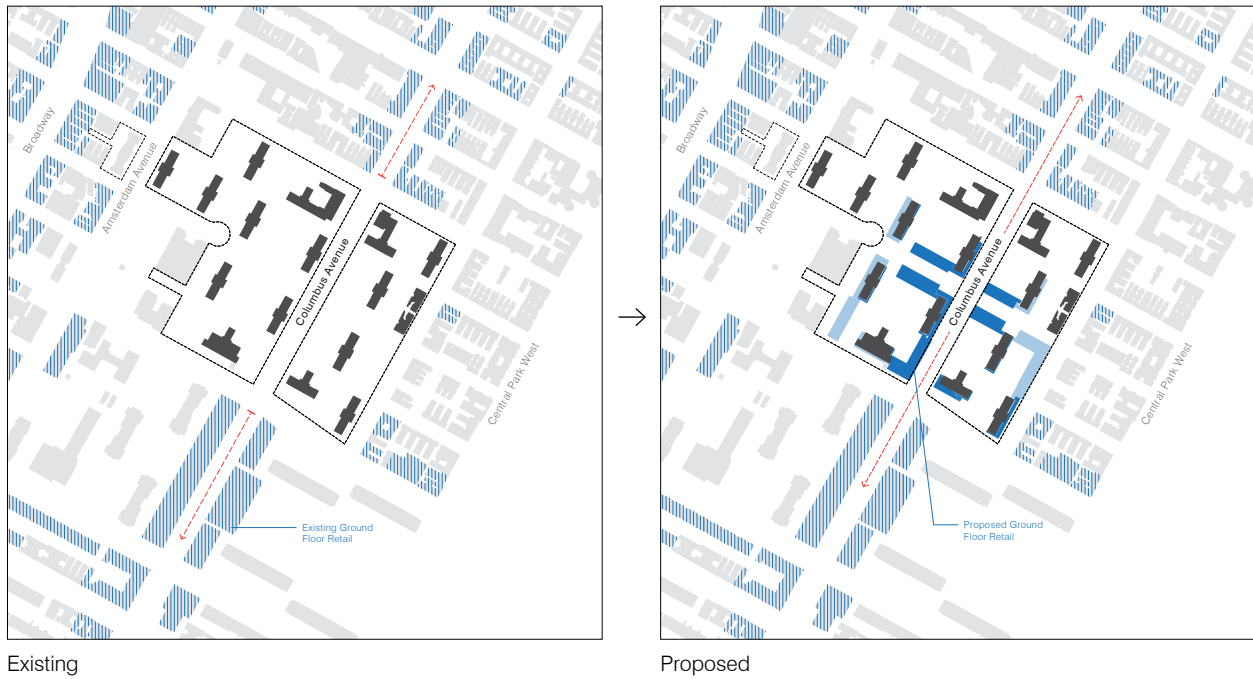 Broadway
Amsterdam Avenue
Columbus Avenue
Central Park West
Existing Ground
Floor Retail
Existing
Broadway
Amsterdam Avenue
Columbus Avenue
Central Park West
Proposed Ground
Floor Retail
Proposed